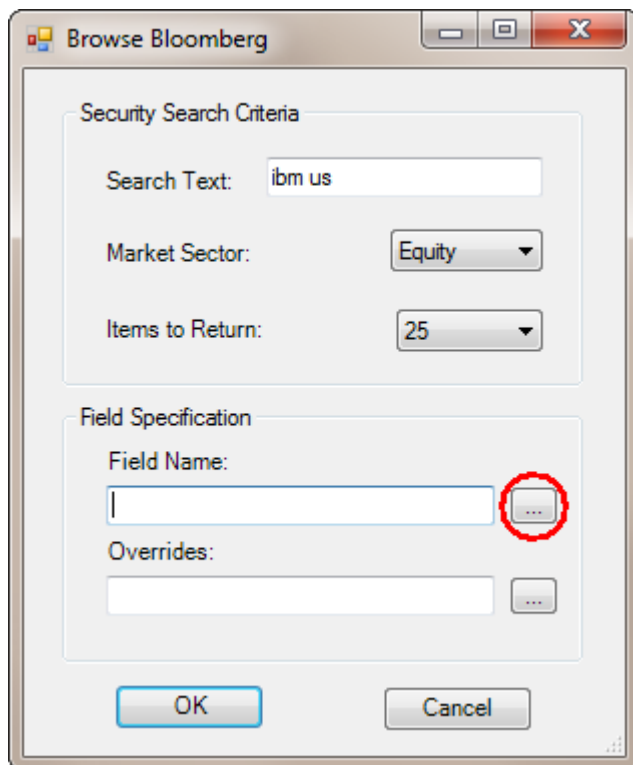 Browse Bloomberg
Security Search Criteria
Search Text: ibm us
Market Sector: Equity
Items to Return: 25
Field Specification
Field Name:
...
Overrides:
...
OK Cancel